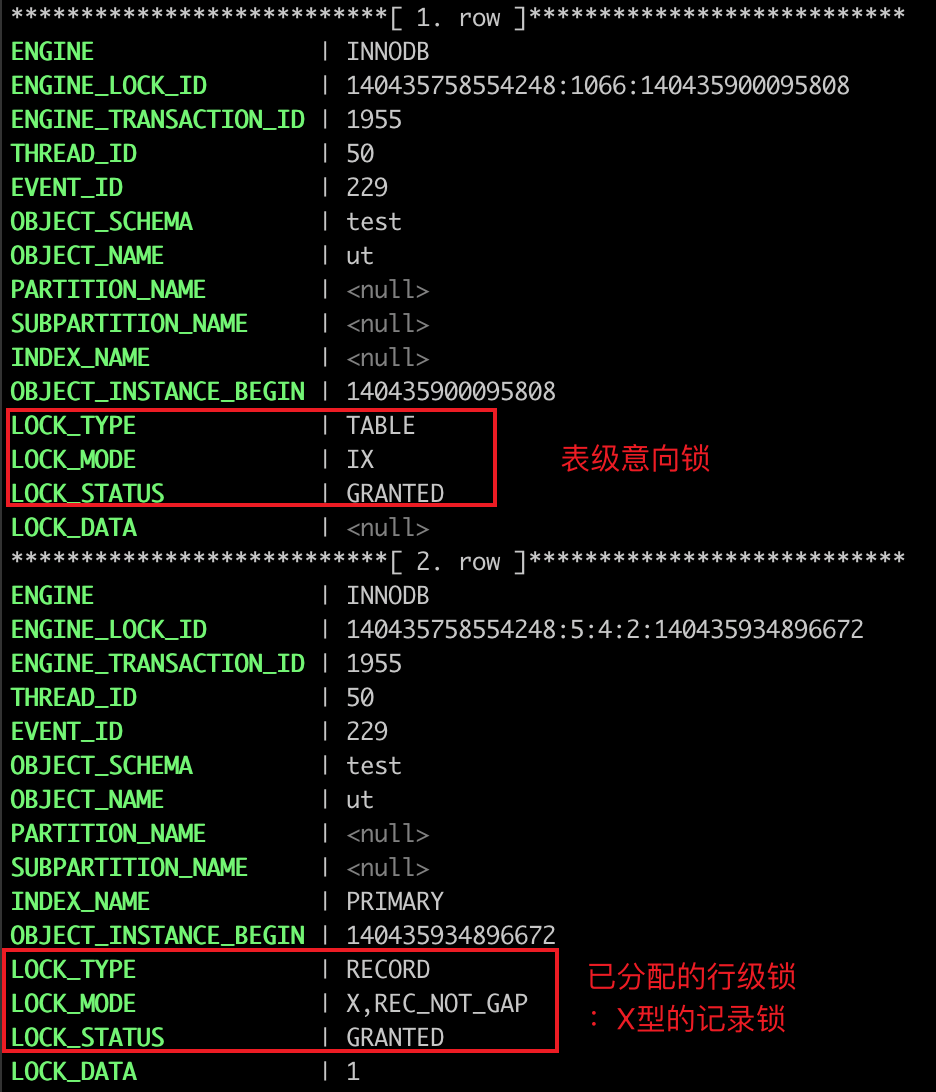 ***************************[ 1. row ]***************************
ENGINE                | INNODB
ENGINE_LOCK_ID        | 140435758554248:1066:140435900095808
ENGINE_TRANSACTION_ID | 1955
THREAD_ID             | 50
EVENT_ID              | 229
OBJECT_SCHEMA         | test
OBJECT_NAME           | ut
PARTITION_NAME        | <null>
SUBPARTITION_NAME     | <null>
INDEX_NAME            | <null>
OBJECT_INSTANCE_BEGIN | 140435900095808
LOCK_TYPE             | TABLE
LOCK_MODE             | IX
表级意向锁
LOCK_STATUS           | GRANTED
LOCK_DATA             | <null>
***************************[ 2. row ]***************************
ENGINE                | INNODB
ENGINE_LOCK_ID        | 140435758554248:5:4:2:140435934896672
ENGINE_TRANSACTION_ID | 1955
THREAD_ID             | 50
EVENT_ID              | 229
OBJECT_SCHEMA         | test
OBJECT_NAME           | ut
PARTITION_NAME        | <null>
SUBPARTITION_NAME     | <null>
INDEX_NAME            | PRIMARY
OBJECT_INSTANCE_BEGIN | 140435934896672
LOCK_TYPE             | RECORD
已分配的行级锁
LOCK_MODE             | X,REC_NOT_GAP
：X型的记录锁
LOCK_STATUS           | GRANTED
LOCK_DATA             | 1